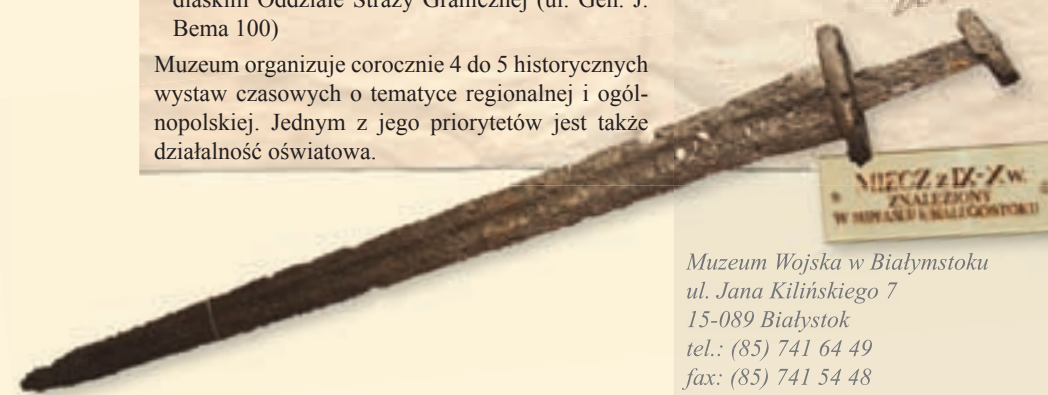 diaskim Oddziale Straży Granicznej (ul. Gen. J.
Bema 100)
Muzeum organizuje corocznie 4 do 5 historycznych
wystaw czasowych o tematyce regionalnej i ogól-
nopolskiej. Jednym z jego priorytetów jest także
działalność oświatowa.
MIECZ z IX-X w.
ZNALEZIONY
W
Muzeum Wojska w Białymstoku
ul. Jana Kilińskiego 7
15-089 Białystok
tel.: (85) 741 64 49
fax: (85) 741 54 48